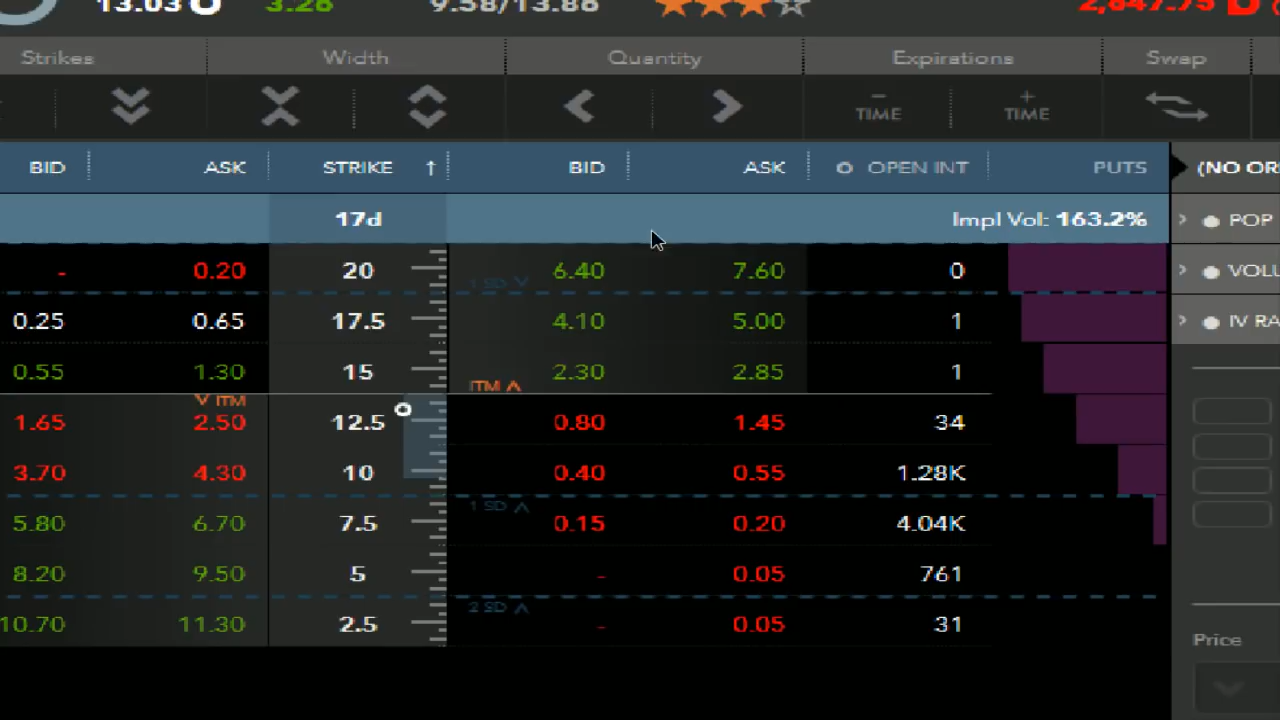 13.03 3.26 9.58/13.86 2,647.75
Strikes Width Quantity Expirations Swap
− TIME + TIME
BID ASK STRIKE ↑ BID ASK OPEN INT PUTS (NO OR
17d Impl Vol: 163.2% POP
- 0.20 20 6.40 7.60 0 VOLU
1 SD V
0.25 0.65 17.5 4.10 5.00 1 IV RA
0.55 1.30 15 2.30 2.85 1
ITM Λ
V ITM
1.65 2.50 12.5 0.80 1.45 34
3.70 4.30 10 0.40 0.55 1.28K
1 SD Λ
5.80 6.70 7.5 0.15 0.20 4.04K
8.20 9.50 5 - 0.05 761
2 SD Λ
10.70 11.30 2.5 - 0.05 31
Price